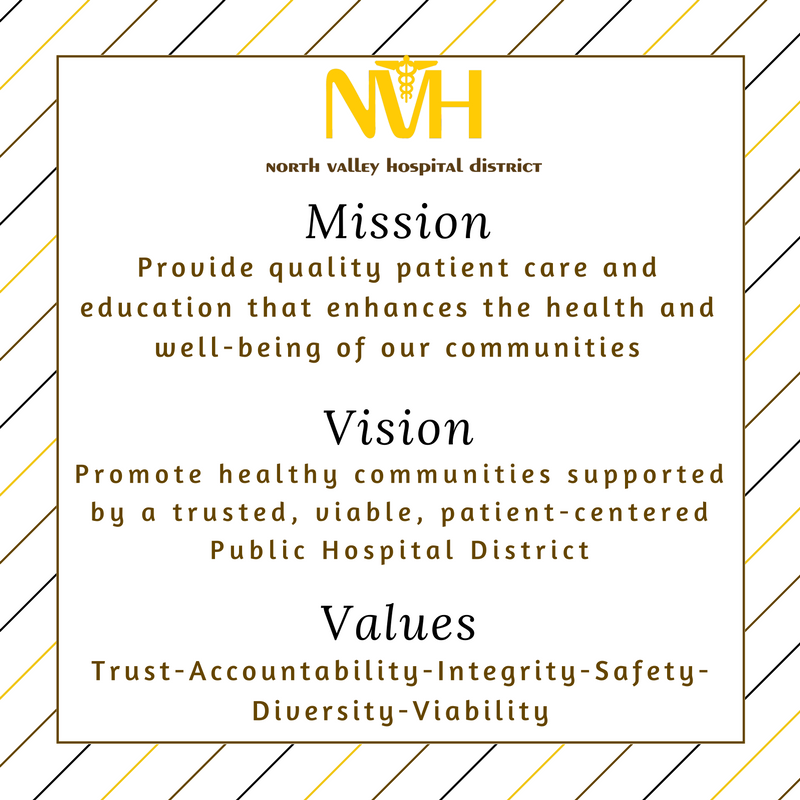 NVH
NORTH VALLEY HOSPITAL DISTRICT
Mission
Provide quality patient care and
education that enhances the health and
well-being of our communities
Vision
Promote healthy communities supported
by a trusted, viable, patient-centered
Public Hospital District
Values
Trust-Accountability-Integrity-Safety-
Diversity-Viability